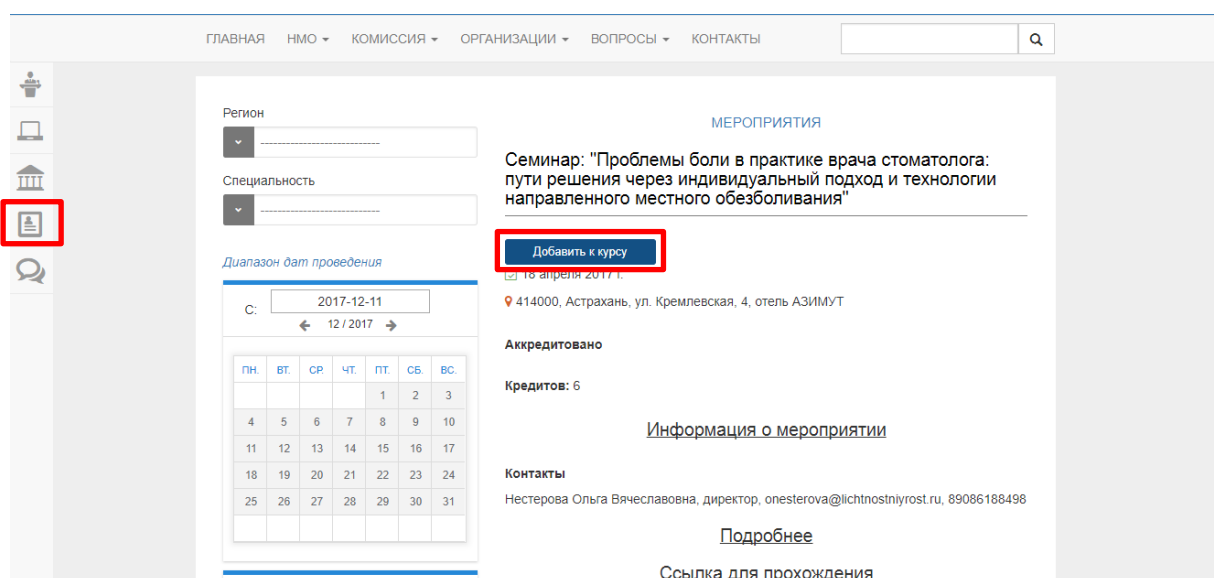 ГЛАВНАЯ НМО КОМИССИЯ ОРГАНИЗАЦИИ ВОПРОСЫ КОНТАКТЫ
Регион
---------------------------
Специальность
---------------------------
Диапазон дат проведения
С: 2017-12-11
12 / 2017
ПН. ВТ. СР. ЧТ. ПТ. СБ. ВС.
1 2 3
4 5 6 7 8 9 10
11 12 13 14 15 16 17
18 19 20 21 22 23 24
25 26 27 28 29 30 31
МЕРОПРИЯТИЯ
Семинар: "Проблемы боли в практике врача стоматолога:
пути решения через индивидуальный подход и технологии
направленного местного обезболивания"
Добавить к курсу
18 апреля 2017 г.
414000, Астрахань, ул. Кремлевская, 4, отель АЗИМУТ
Аккредитовано
Кредитов: 6
Информация о мероприятии
Контакты
Нестерова Ольга Вячеславовна, директор, onesterova@lichtnostniyrost.ru, 89086188498
Подробнее
Ссылка для прохождения